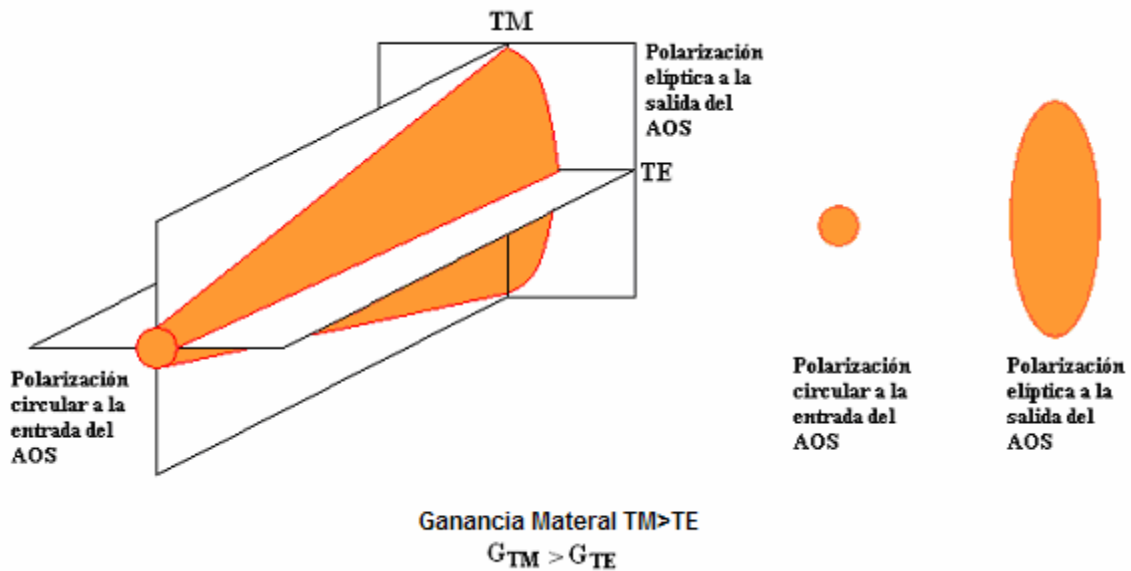 TM
Polarización
elíptica a la
salida del
AOS
TE
Polarización
circular a la
entrada del
AOS
Polarización
circular a la
entrada del
AOS
Polarización
elíptica a la
salida del
AOS
Ganancia Materal TM>TE
GTM > GTE